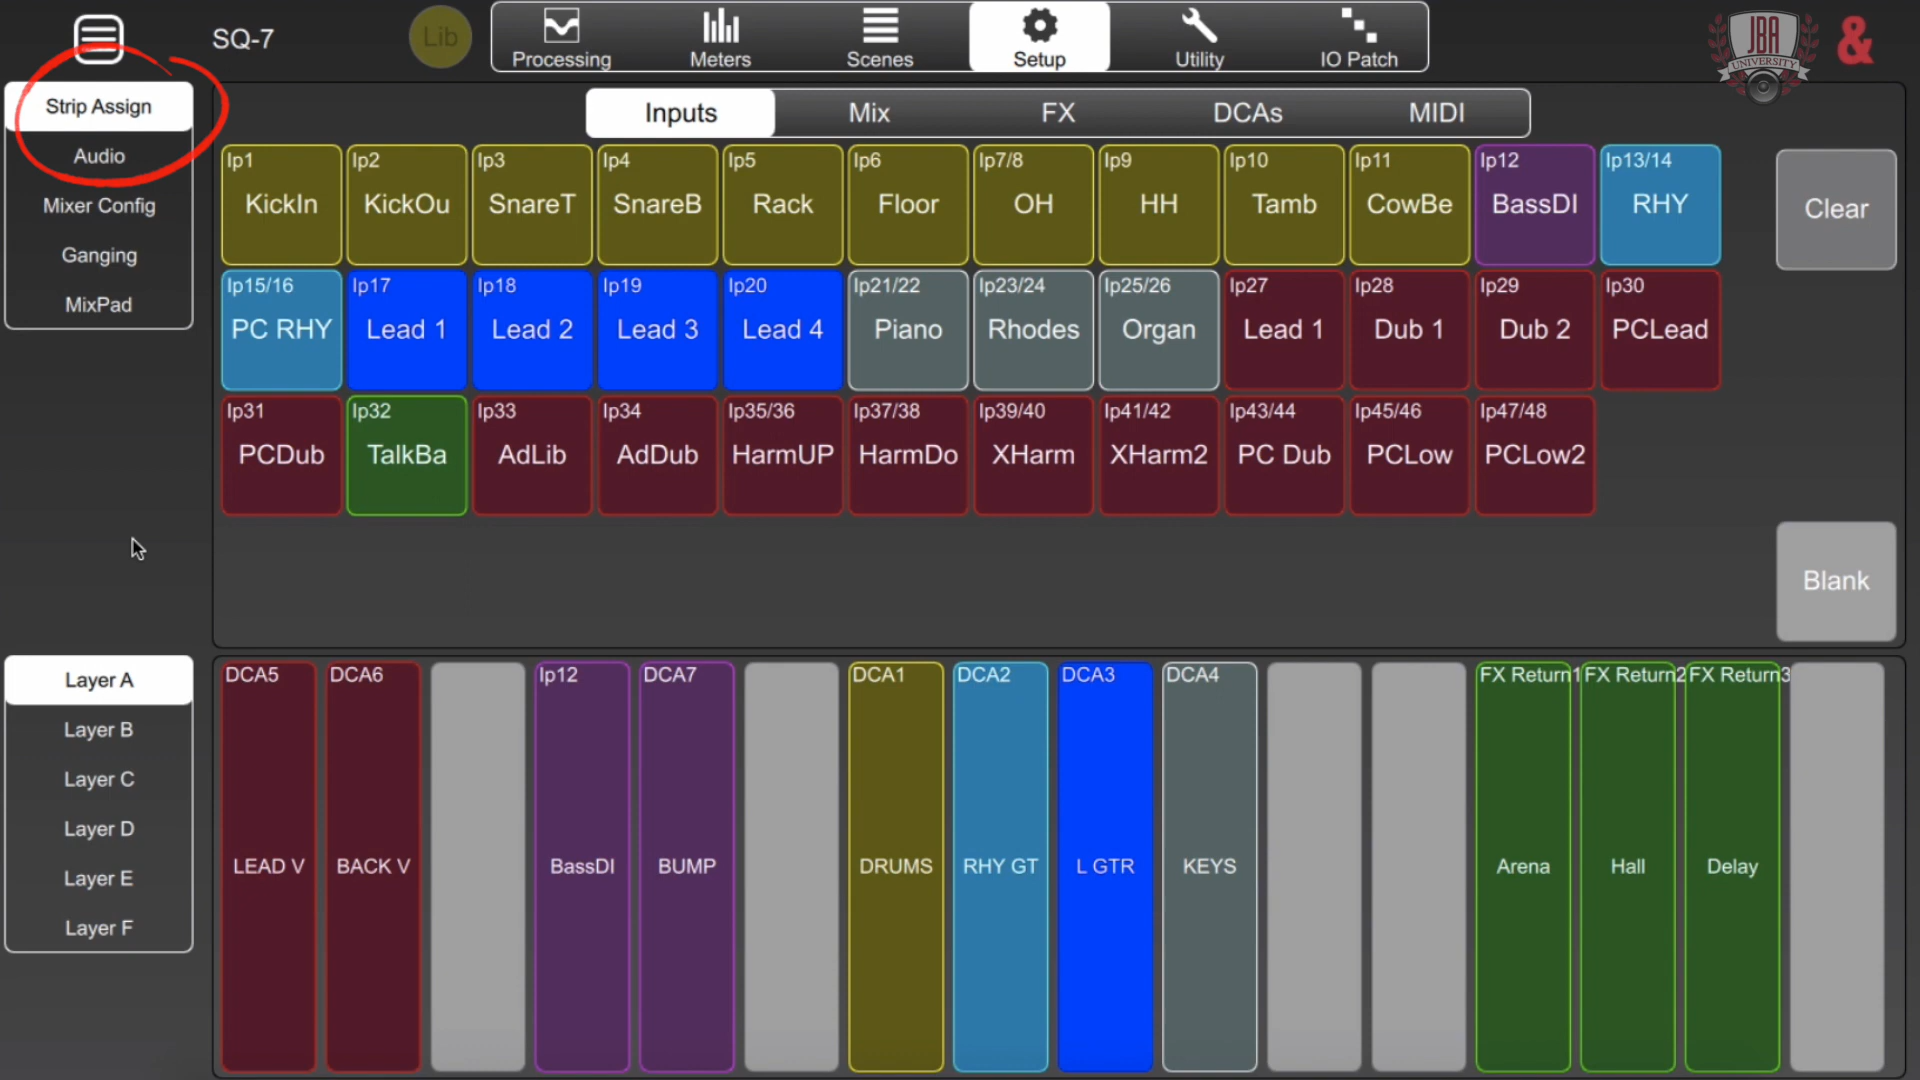 SQ-7
Lib
Processing
Meters
Scenes
Setup
Utility
IO Patch
JBA
UNIVERSITY
&
Strip Assign
Audio
Mixer Config
Ganging
MixPad
Inputs
Mix
FX
DCAs
MIDI
Ip1 Ip2 Ip3 Ip4 Ip5 Ip6 Ip7/8 Ip9 Ip10 Ip11 Ip12 Ip13/14
KickIn KickOu SnareT SnareB Rack Floor OH HH Tamb CowBe BassDI RHY
Clear
Ip15/16 Ip17 Ip18 Ip19 Ip20 Ip21/22 Ip23/24 Ip25/26 Ip27 Ip28 Ip29 Ip30
PC RHY Lead 1 Lead 2 Lead 3 Lead 4 Piano Rhodes Organ Lead 1 Dub 1 Dub 2 PCLead
Ip31 Ip32 Ip33 Ip34 Ip35/36 Ip37/38 Ip39/40 Ip41/42 Ip43/44 Ip45/46 Ip47/48
PCDub TalkBa AdLib AdDub HarmUP HarmDo XHarm XHarm2 PC Dub PCLow PCLow2
Blank
Layer A
Layer B
Layer C
Layer D
Layer E
Layer F
DCA5 DCA6 Ip12 DCA7 DCA1 DCA2 DCA3 DCA4 FX Return1 FX Return2 FX Return3
LEAD V BACK V BassDI BUMP DRUMS RHY GT L GTR KEYS Arena Hall Delay